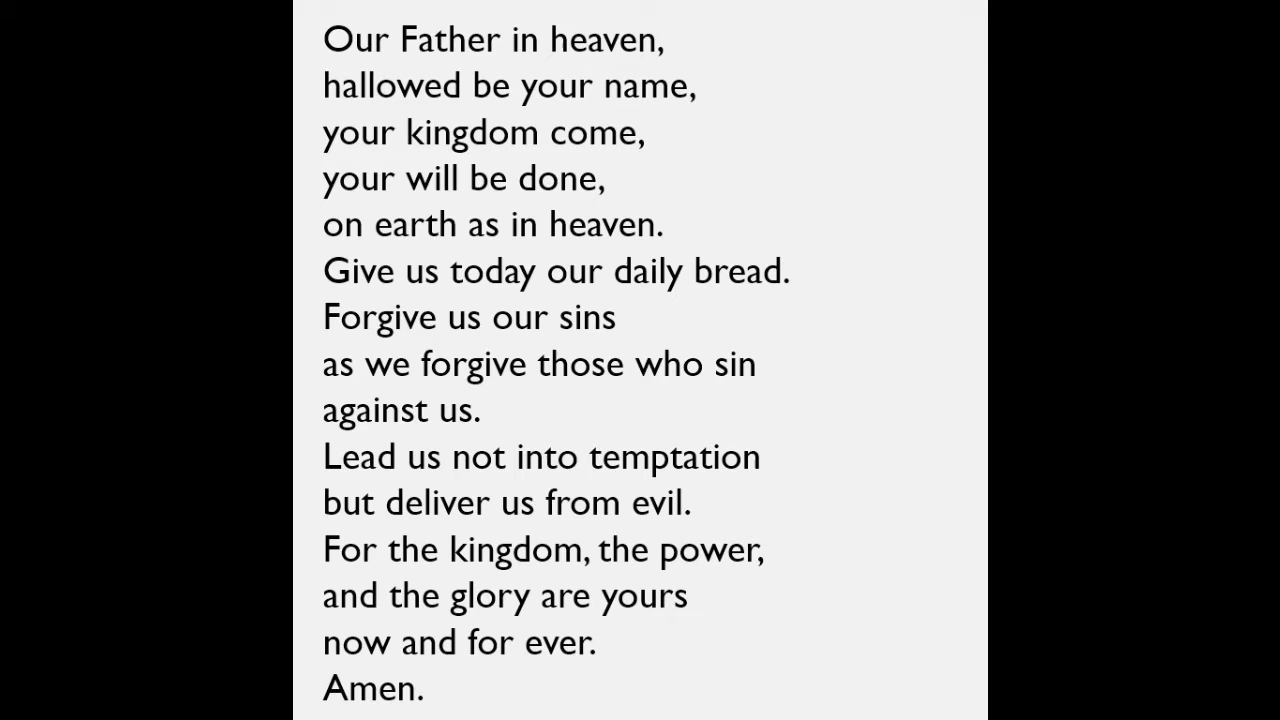 Our Father in heaven,
hallowed be your name,
your kingdom come,
your will be done,
on earth as in heaven.
Give us today our daily bread.
Forgive us our sins
as we forgive those who sin
against us.
Lead us not into temptation
but deliver us from evil.
For the kingdom, the power,
and the glory are yours
now and for ever.
Amen.